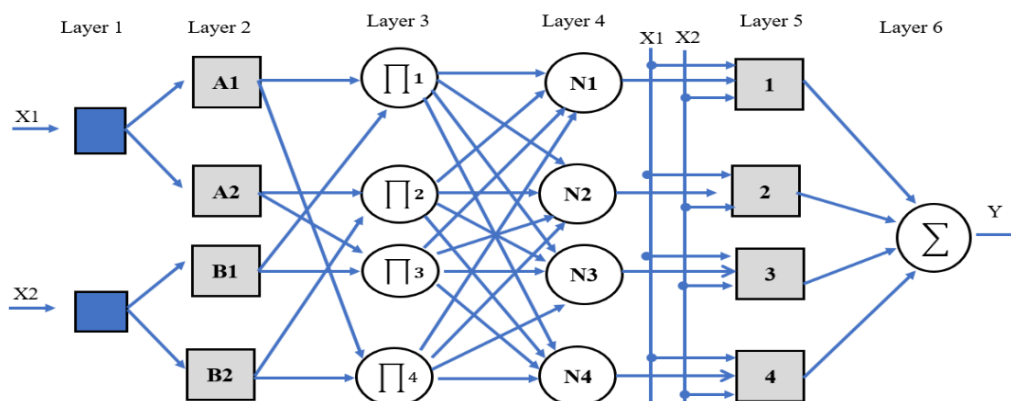 Layer 1 Layer 2 Layer 3 Layer 4 X1 X2 Layer 5 Layer 6
A1 ∏1 N1 1
X1
A2 ∏2 N2 2
Y
∑
B1 ∏3 N3 3
X2
B2 ∏4 N4 4